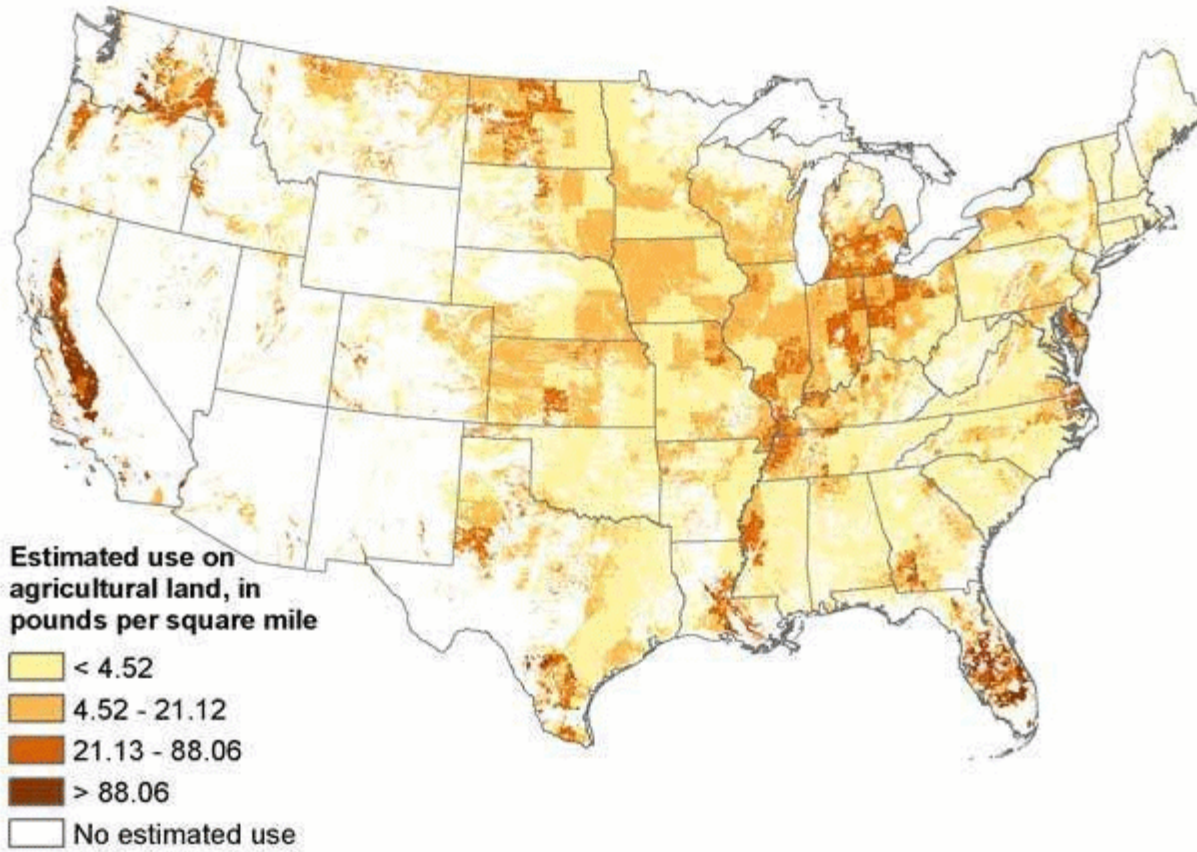 Estimated use on
agricultural land, in
pounds per square mile
< 4.52
4.52 - 21.12
21.13 - 88.06
> 88.06
No estimated use